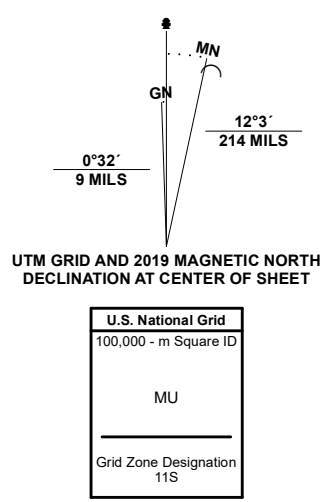 MN
GN
12°3´
214 MILS
0°32´
9 MILS
UTM GRID AND 2019 MAGNETIC NORTH
DECLINATION AT CENTER OF SHEET
U.S. National Grid
100,000 - m Square ID
MU
Grid Zone Designation
11S